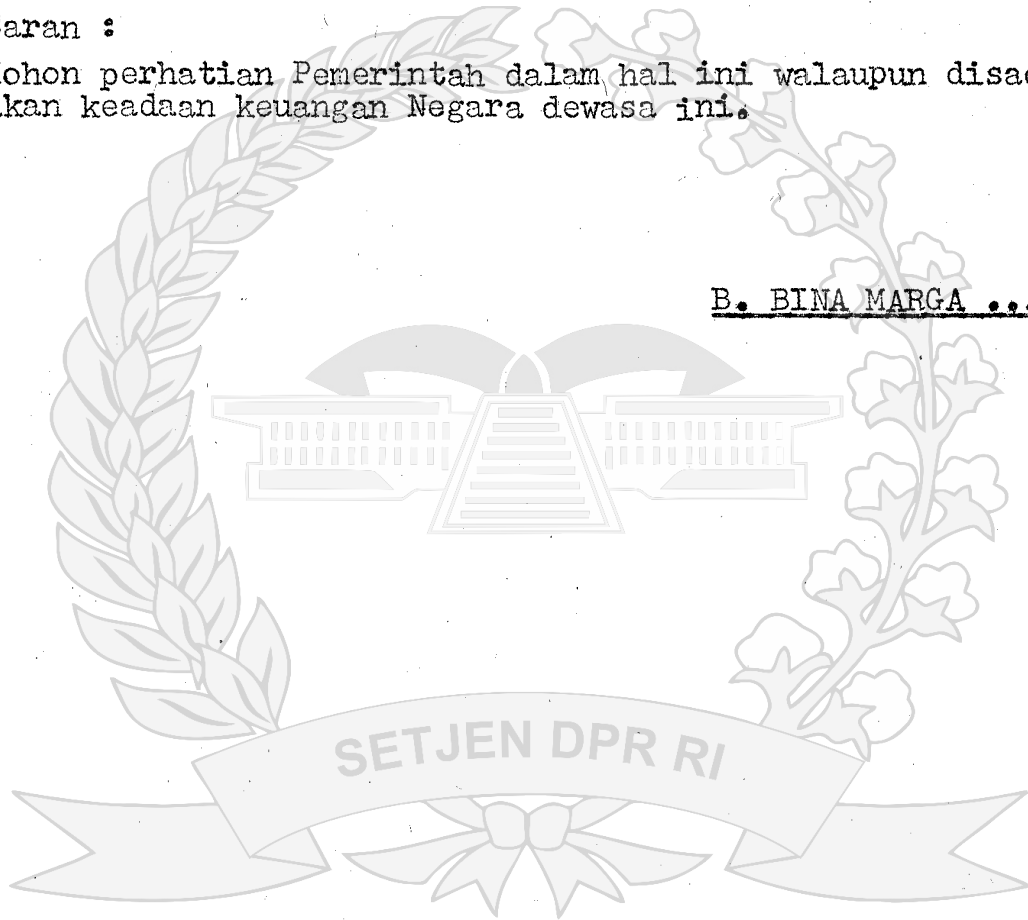 aran :
ohon perhatian Pemerintah dalam hal ini walaupun disa
kan keadaan keuangan Negara dewasa ini.
B. BINA MARGA ...
SETJEN DPR RI